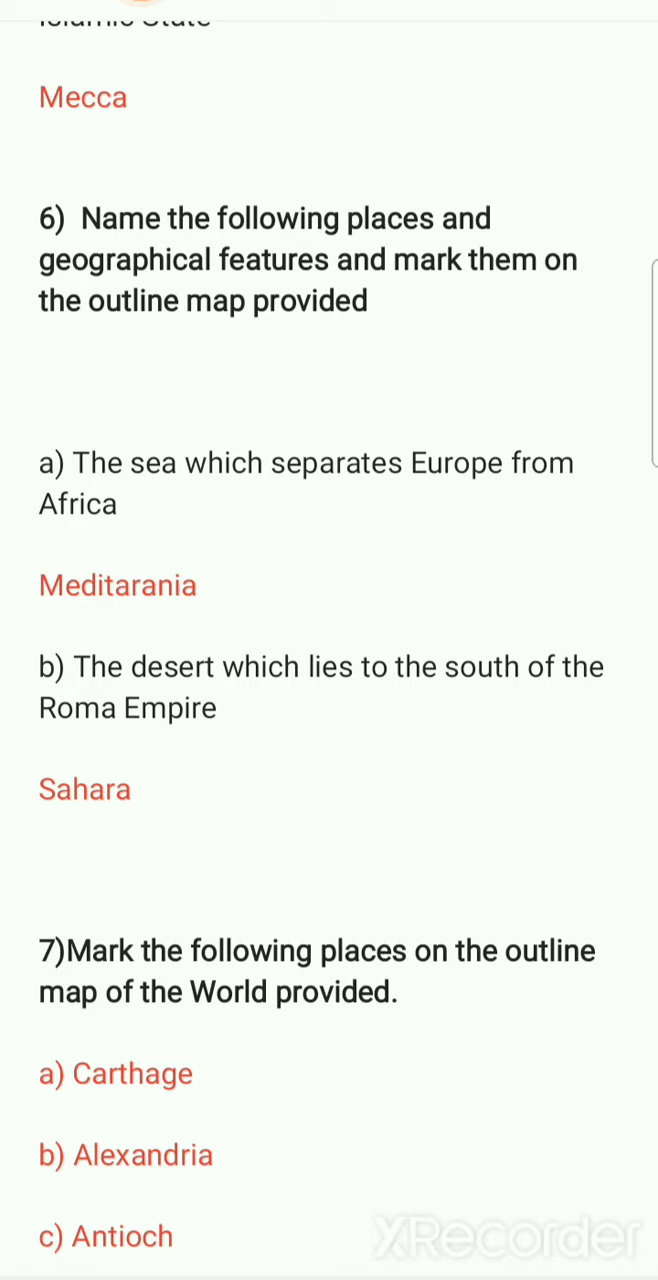 Mecca
6) Name the following places and
geographical features and mark them on
the outline map provided
a) The sea which separates Europe from
Africa
Meditarania
b) The desert which lies to the south of the
Roma Empire
Sahara
7)Mark the following places on the outline
map of the World provided.
a) Carthage
b) Alexandria
c) Antioch
XRecorder